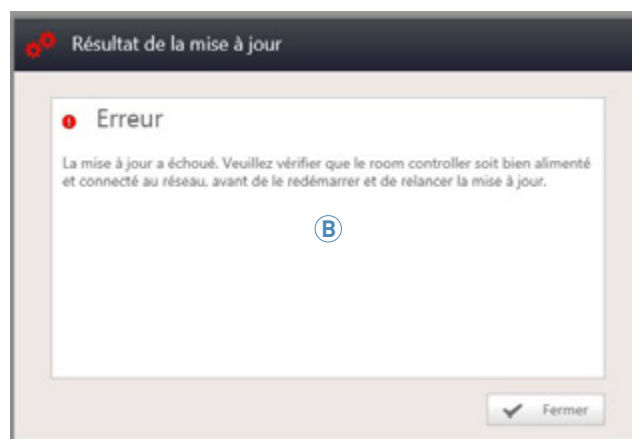 Résultat de la mise à jour
Erreur
La mise à jour a échoué. Veuillez vérifier que le room controller soit bien alimenté
et connecté au réseau, avant de le redémarrer et de relancer la mise à jour.
B
Fermer